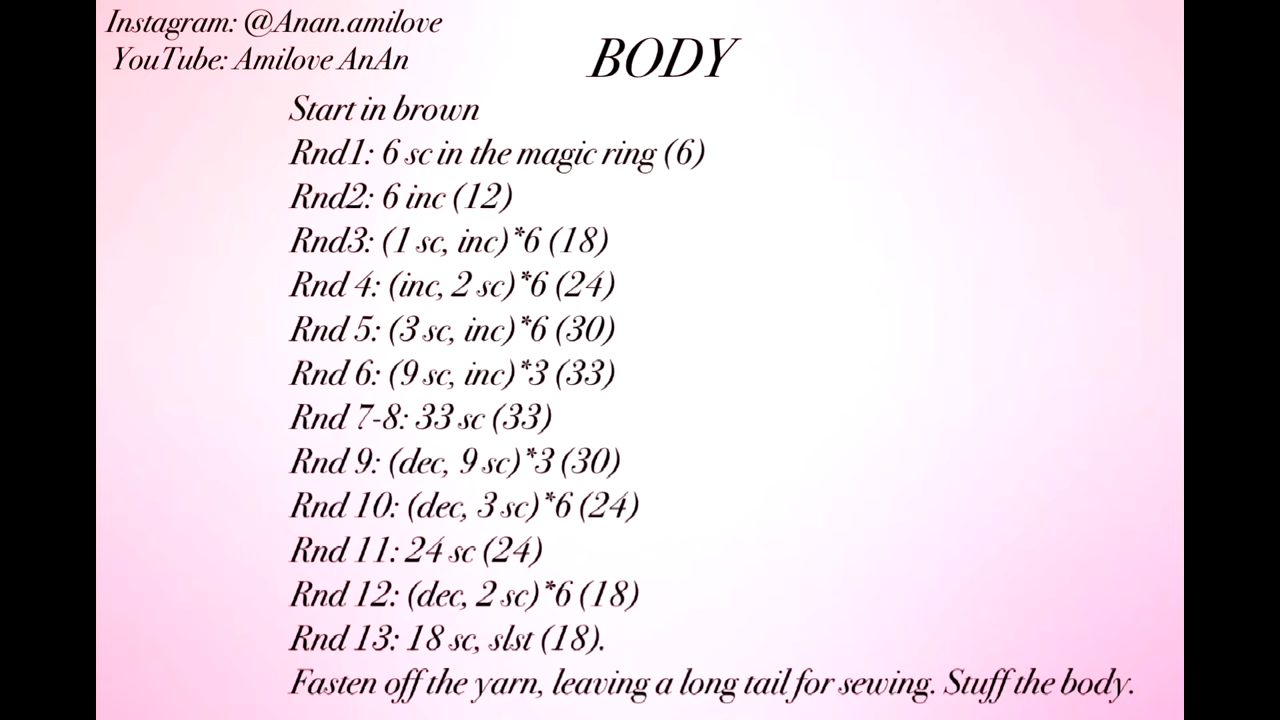 Instagram: @Anan.amilove
YouTube: Amilove AnAn
BODY
Start in brown
Rnd1: 6 sc in the magic ring (6)
Rnd2: 6 inc (12)
Rnd3: (1 sc, inc)*6 (18)
Rnd 4: (inc, 2 sc)*6 (24)
Rnd 5: (3 sc, inc)*6 (30)
Rnd 6: (9 sc, inc)*3 (33)
Rnd 7-8: 33 sc (33)
Rnd 9: (dec, 9 sc)*3 (30)
Rnd 10: (dec, 3 sc)*6 (24)
Rnd 11: 24 sc (24)
Rnd 12: (dec, 2 sc)*6 (18)
Rnd 13: 18 sc, slst (18).
Fasten off the yarn, leaving a long tail for sewing. Stuff the body.